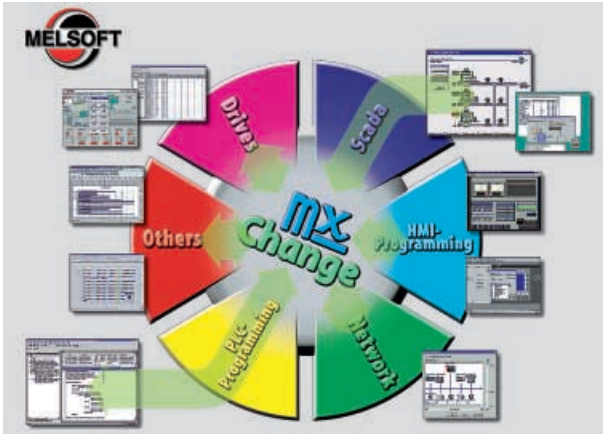 MELSOFT
Drives
Scada
Others
mx
Change
HMI-
Programming
PLC-
Programming
Network